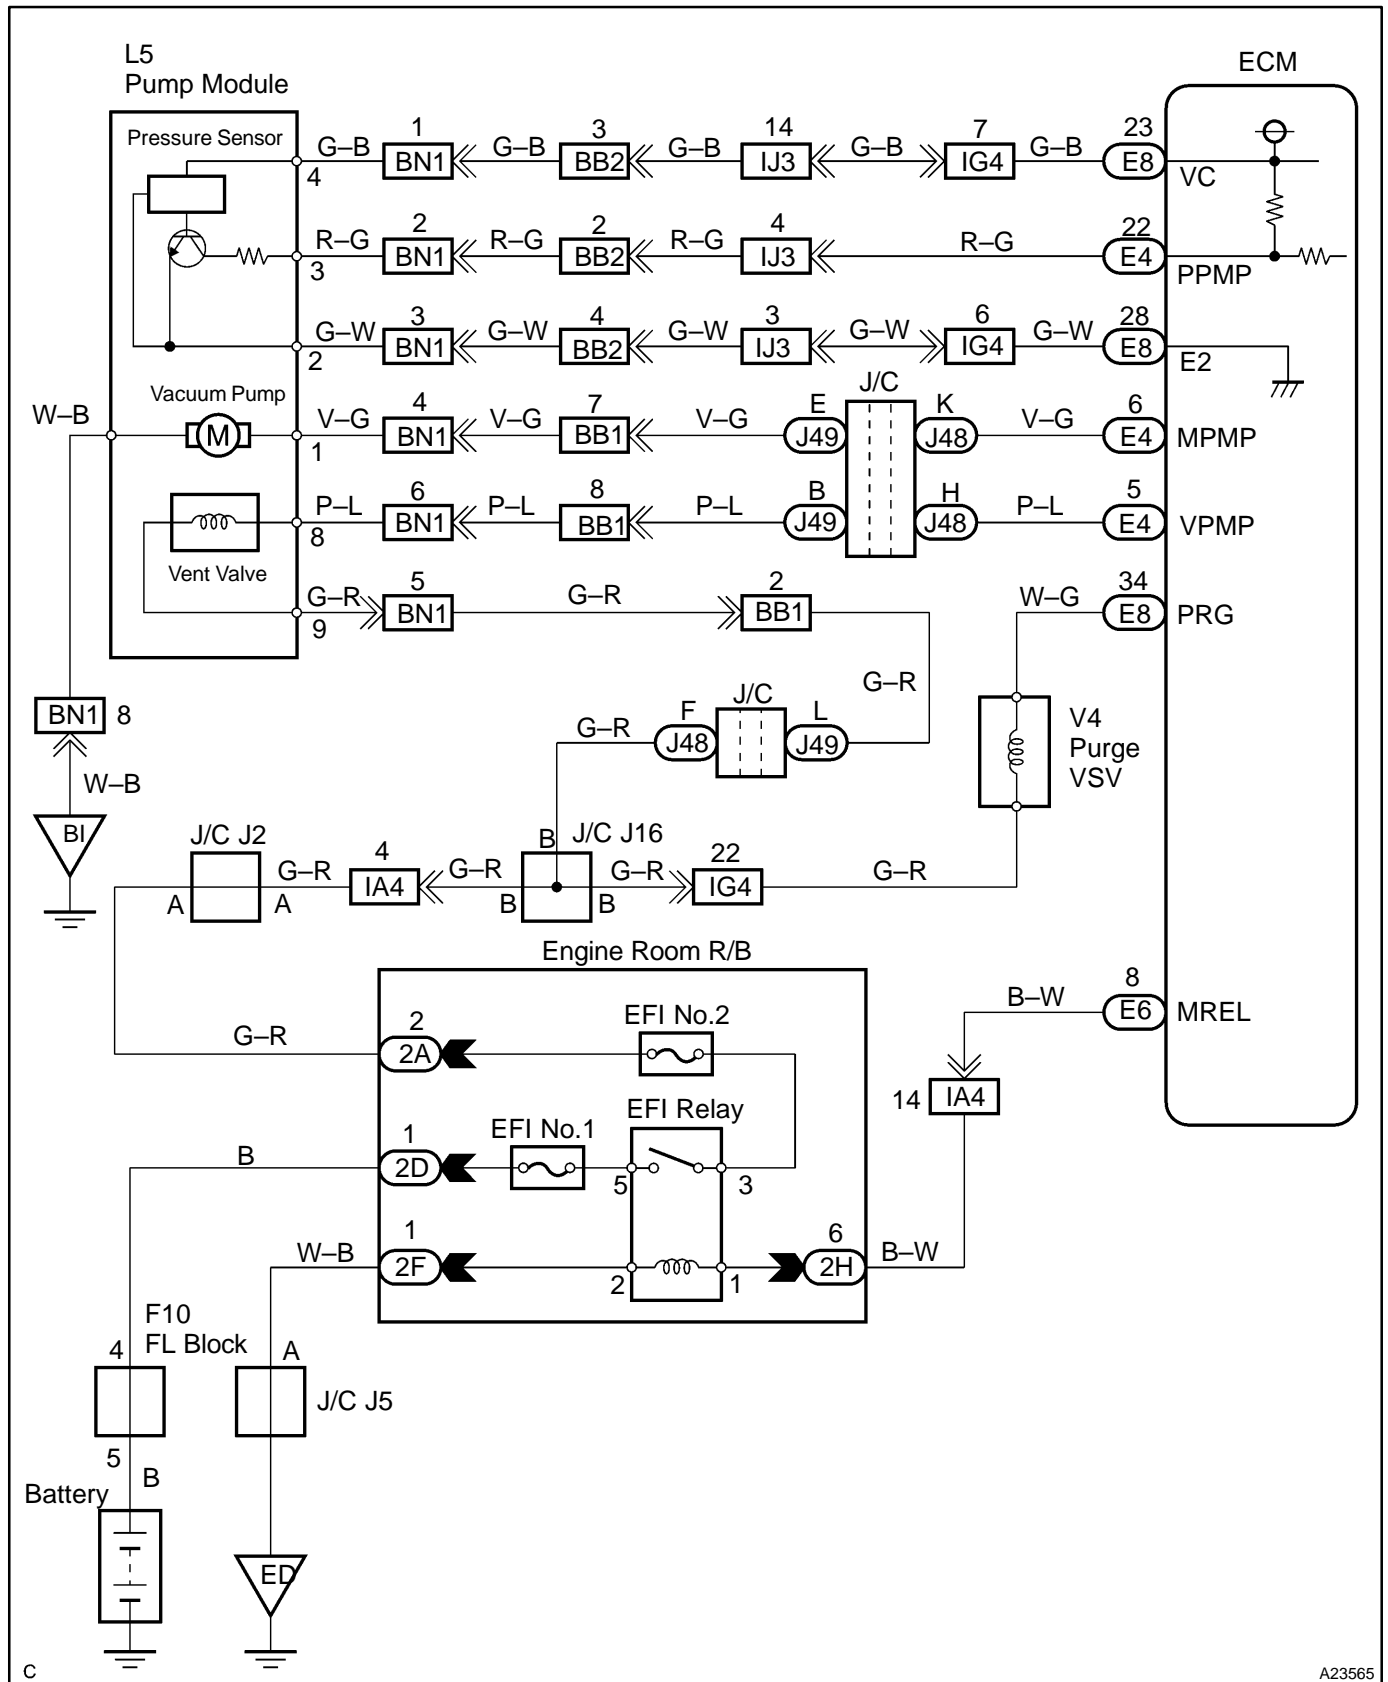 L5
Pump Module
ECM
Pressure Sensor
G–B 1 G–B 3 G–B 14 G–B 7 G–B 23
4 BN1 BB2 IJ3 IG4 E8 VC
R–G 2 R–G 2 R–G 4 R–G 22
3 BN1 BB2 IJ3 E4 PPMP
G–W 3 G–W 4 G–W 3 G–W 6 G–W 28
2 BN1 BB2 IJ3 IG4 E8 E2
J/C
Vacuum Pump
W–B M V–G 4 V–G 7 V–G E K V–G 6
1 BN1 BB1 J49 J48 E4 MPMP
P–L 6 P–L 8 P–L B H P–L 5
8 BN1 BB1 J49 J48 E4 VPMP
Vent Valve
G–R 5 G–R 2 W–G 34
9 BN1 BB1 E8 PRG
G–R
BN1 8
J/C
G–R F L
J48 J49
V4
Purge
VSV
W–B
BI
J/C J2 4 B J/C J16 22
G–R IA4 G–R G–R IG4 G–R
A A B B
Engine Room R/B
8
B–W E6 MREL
EFI No.2
G–R 2
2A
14 IA4
EFI Relay
EFI No.1
B 1
2D 5 3
W–B 1 6 B–W
2F 2 1 2H
F10
FL Block
4 A
J/C J5
5 B
Battery
ED
C A23565